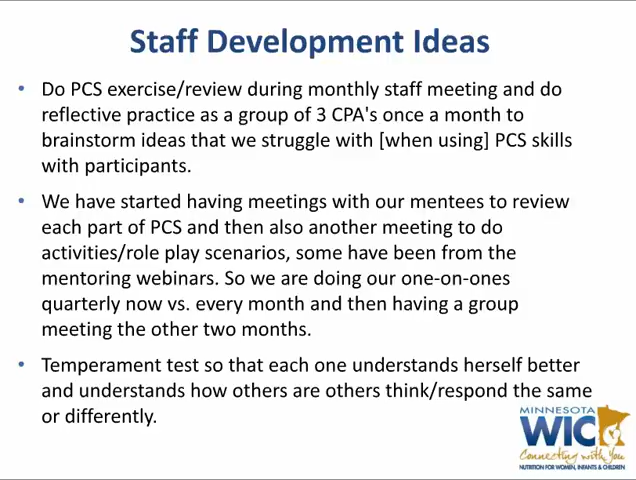 Staff Development Ideas
• Do PCS exercise/review during monthly staff meeting and do
reflective practice as a group of 3 CPA's once a month to
brainstorm ideas that we struggle with [when using] PCS skills
with participants.
• We have started having meetings with our mentees to review
each part of PCS and then also another meeting to do
activities/role play scenarios, some have been from the
mentoring webinars. So we are doing our one-on-ones
quarterly now vs. every month and then having a group
meeting the other two months.
• Temperament test so that each one understands herself better
and understands how others are others think/respond the same
or differently.
MINNESOTA
WIC
Connecting with You
NUTRITION FOR WOMEN, INFANTS & CHILDREN